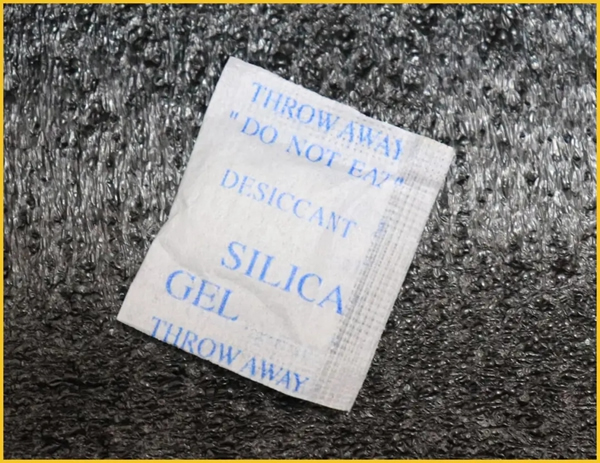 THROW AWAY
"DO NOT EAT"
DESICCANT
SILICA
GEL
THROW AWAY